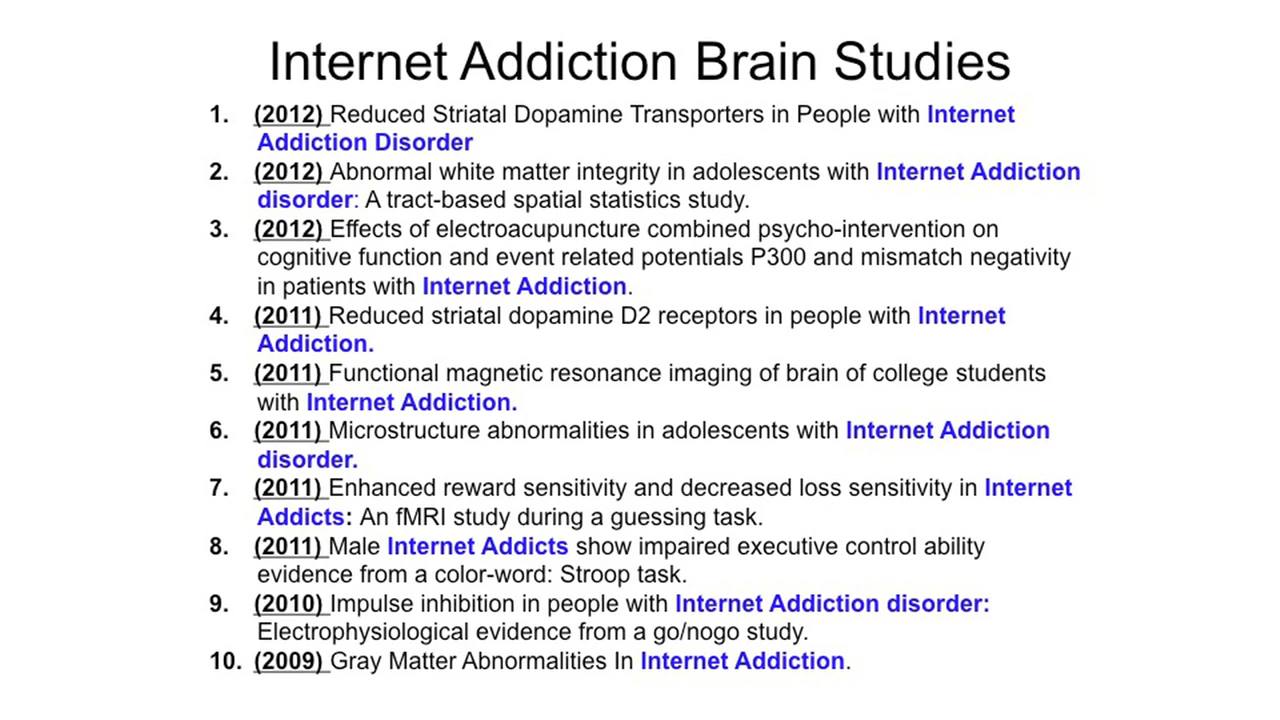 Internet Addiction Brain Studies
1. (2012) Reduced Striatal Dopamine Transporters in People with Internet
Addiction Disorder
2. (2012) Abnormal white matter integrity in adolescents with Internet Addiction
disorder: A tract-based spatial statistics study.
3. (2012) Effects of electroacupuncture combined psycho-intervention on
cognitive function and event related potentials P300 and mismatch negativity
in patients with Internet Addiction.
4. (2011) Reduced striatal dopamine D2 receptors in people with Internet
Addiction.
5. (2011) Functional magnetic resonance imaging of brain of college students
with Internet Addiction.
6. (2011) Microstructure abnormalities in adolescents with Internet Addiction
disorder.
7. (2011) Enhanced reward sensitivity and decreased loss sensitivity in Internet
Addicts: An fMRI study during a guessing task.
8. (2011) Male Internet Addicts show impaired executive control ability
evidence from a color-word: Stroop task.
9. (2010) Impulse inhibition in people with Internet Addiction disorder:
Electrophysiological evidence from a go/nogo study.
10. (2009) Gray Matter Abnormalities In Internet Addiction.